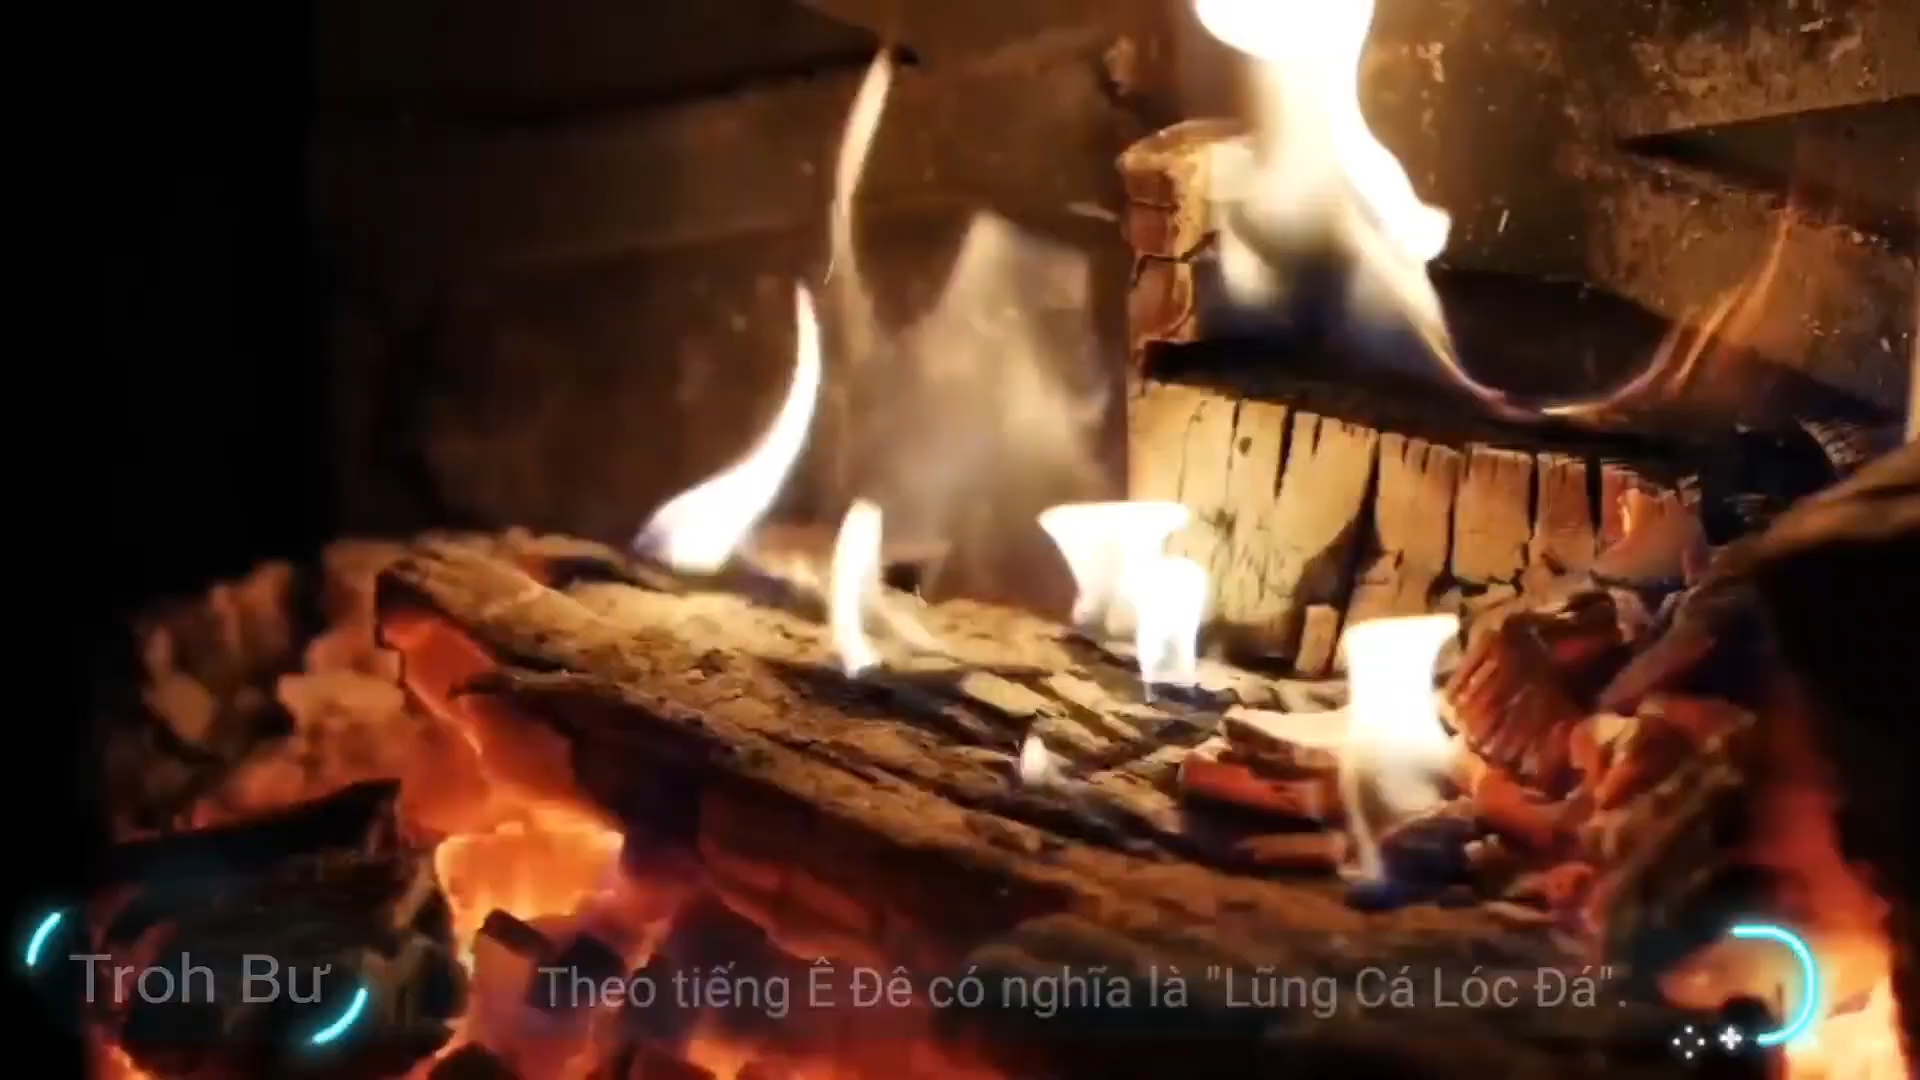 Troh Bư
Theo tiếng Ê Đê có nghĩa là "Lũng Cá Lóc Đá".